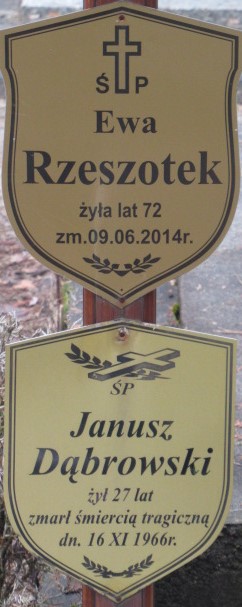 Ś P
Ewa
Rzeszotek
żyła lat 72
zm.09.06.2014r.
ŚP
Janusz
Dąbrowski
żył 27 lat
zmarł śmiercią tragiczną
dn. 16 XI 1966r.